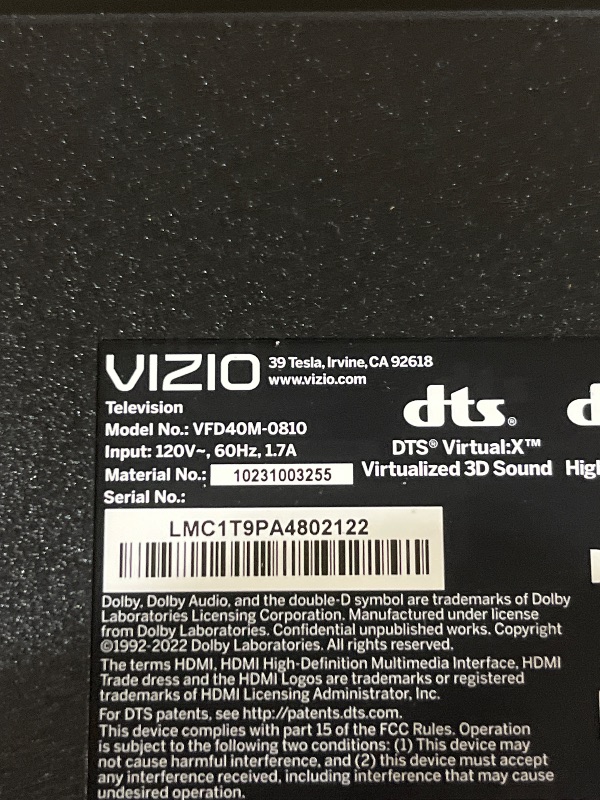 VIZIO
39 Tesla, Irvine, CA 92618
www.vizio.com
Television
Model No.: VFD40M-0810
Input: 120V~, 60Hz, 1.7A
Material No.: 10231003255
Serial No.:
LMC1T9PA4802122
dts®
DTS® Virtual:X™
Virtualized 3D Sound
High
Dolby, Dolby Audio, and the double-D symbol are trademarks of Dolby
Laboratories Licensing Corporation. Manufactured under license
from Dolby Laboratories. Confidential unpublished works. Copyright
©1992-2022 Dolby Laboratories. All rights reserved.
The terms HDMI, HDMI High-Definition Multimedia Interface, HDMI
Trade dress and the HDMI Logos are trademarks or registered
trademarks of HDMI Licensing Administrator, Inc.
For DTS patents, see http://patents.dts.com.
This device complies with part 15 of the FCC Rules. Operation
is subject to the following two conditions: (1) This device may
not cause harmful interference, and (2) this device must accept
any interference received, including interference that may cause
undesired operation.